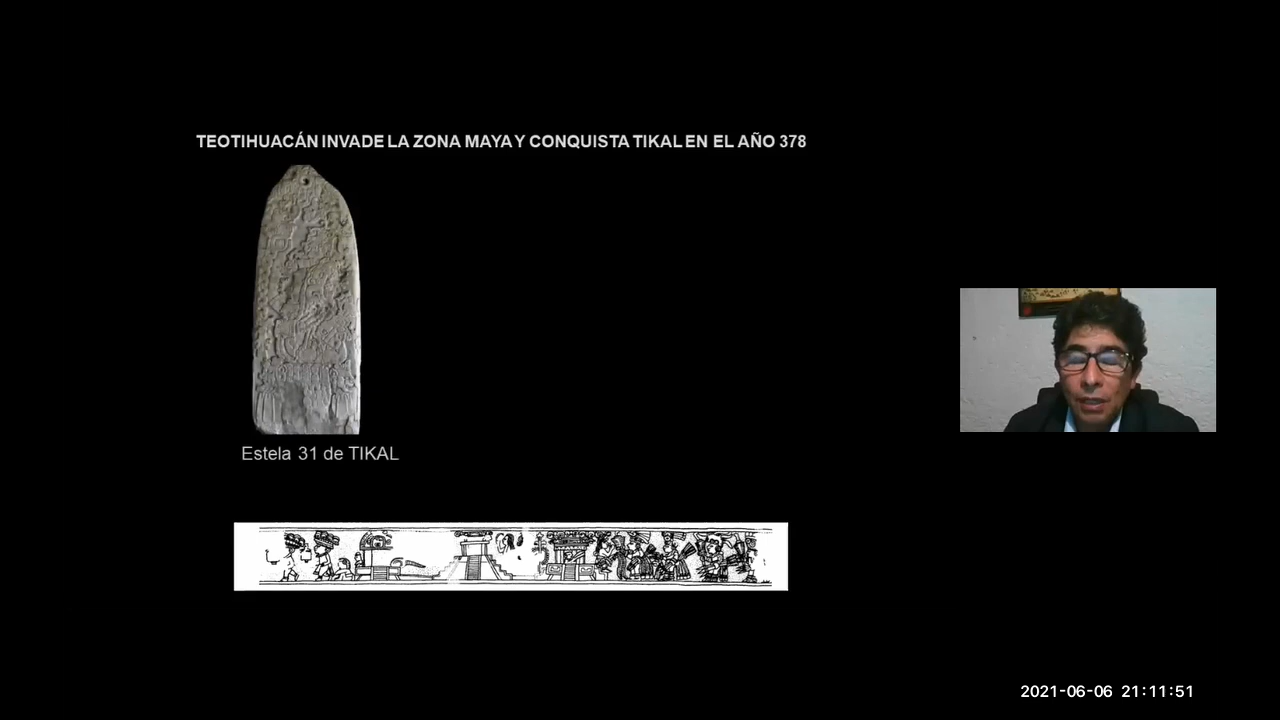 TEOTIHUACÁN INVADE LA ZONA MAYA Y CONQUISTA TIKAL EN EL AÑO 378
Estela 31 de TIKAL
2021-06-06 21:11:51